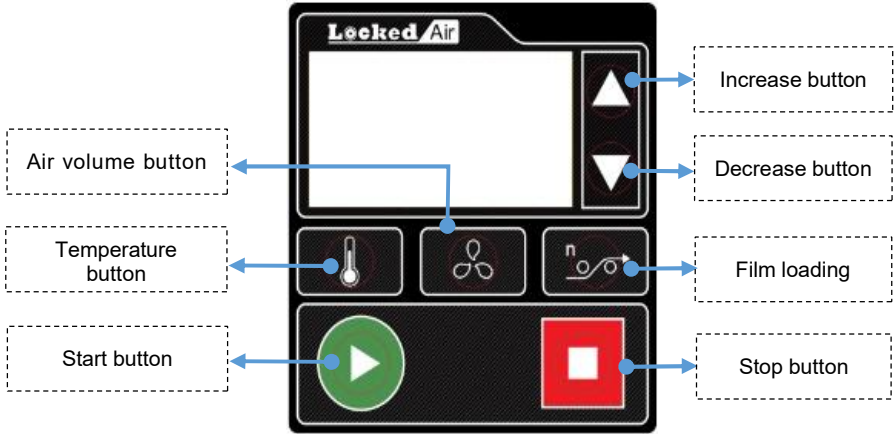 Locked Air
Increase button
Air volume button
Decrease button
Temperature
button
n
Film loading
Start button
Stop button